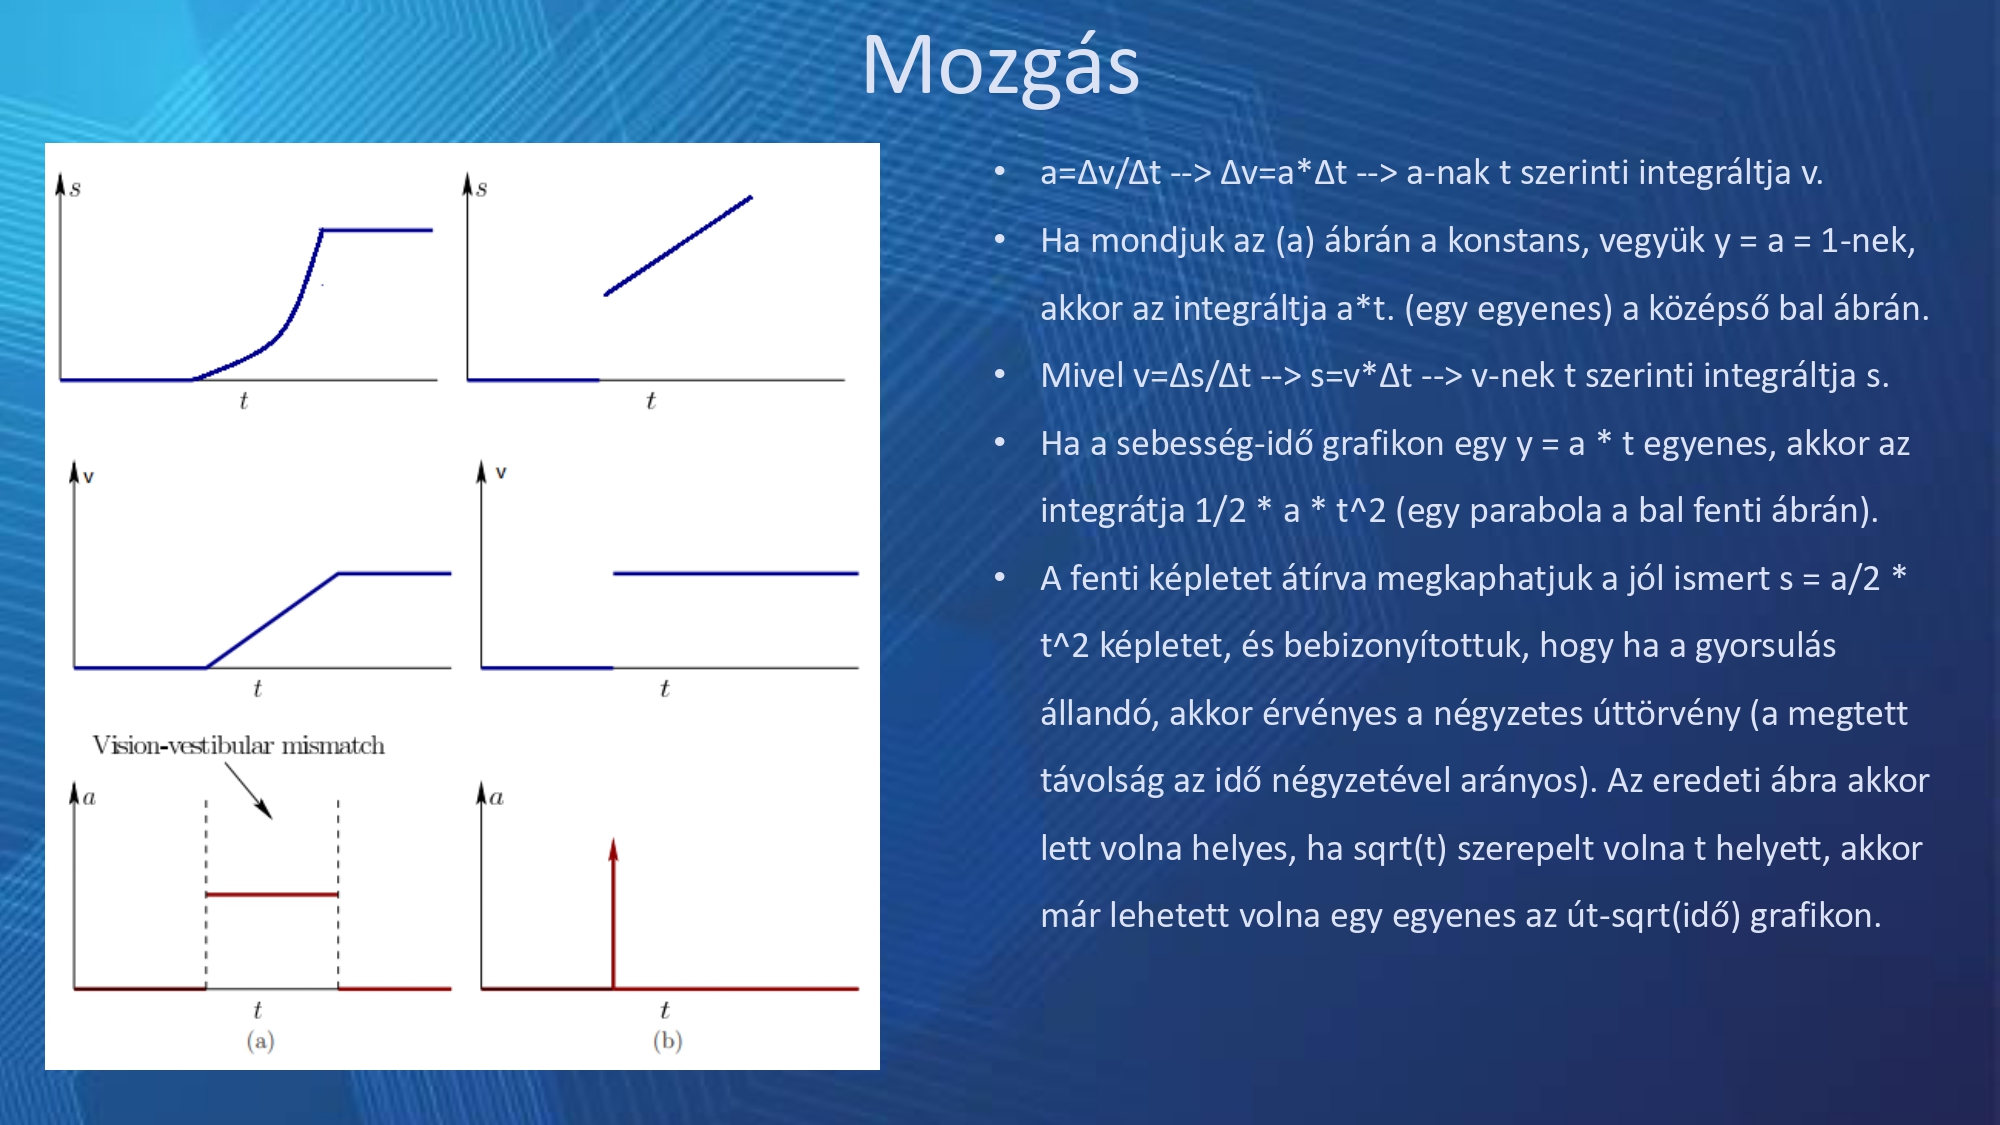 Mozgás
s
t
s
t
v
t
v
t
Vision-vestibular mismatch
a
t
(a)
a
t
(b)
• a=Δv/Δt --> Δv=a*Δt --> a-nak t szerinti integráltja v.
• Ha mondjuk az (a) ábrán a konstans, vegyük y = a = 1-nek,
akkor az integráltja a*t. (egy egyenes) a középső bal ábrán.
• Mivel v=Δs/Δt --> s=v*Δt --> v-nek t szerinti integráltja s.
• Ha a sebesség-idő grafikon egy y = a * t egyenes, akkor az
integrátja 1/2 * a * t^2 (egy parabola a bal fenti ábrán).
• A fenti képletet átírva megkaphatjuk a jól ismert s = a/2 *
t^2 képletet, és bebizonyítottuk, hogy ha a gyorsulás
állandó, akkor érvényes a négyzetes úttörvény (a megtett
távolság az idő négyzetével arányos). Az eredeti ábra akkor
lett volna helyes, ha sqrt(t) szerepelt volna t helyett, akkor
már lehetett volna egy egyenes az út-sqrt(idő) grafikon.